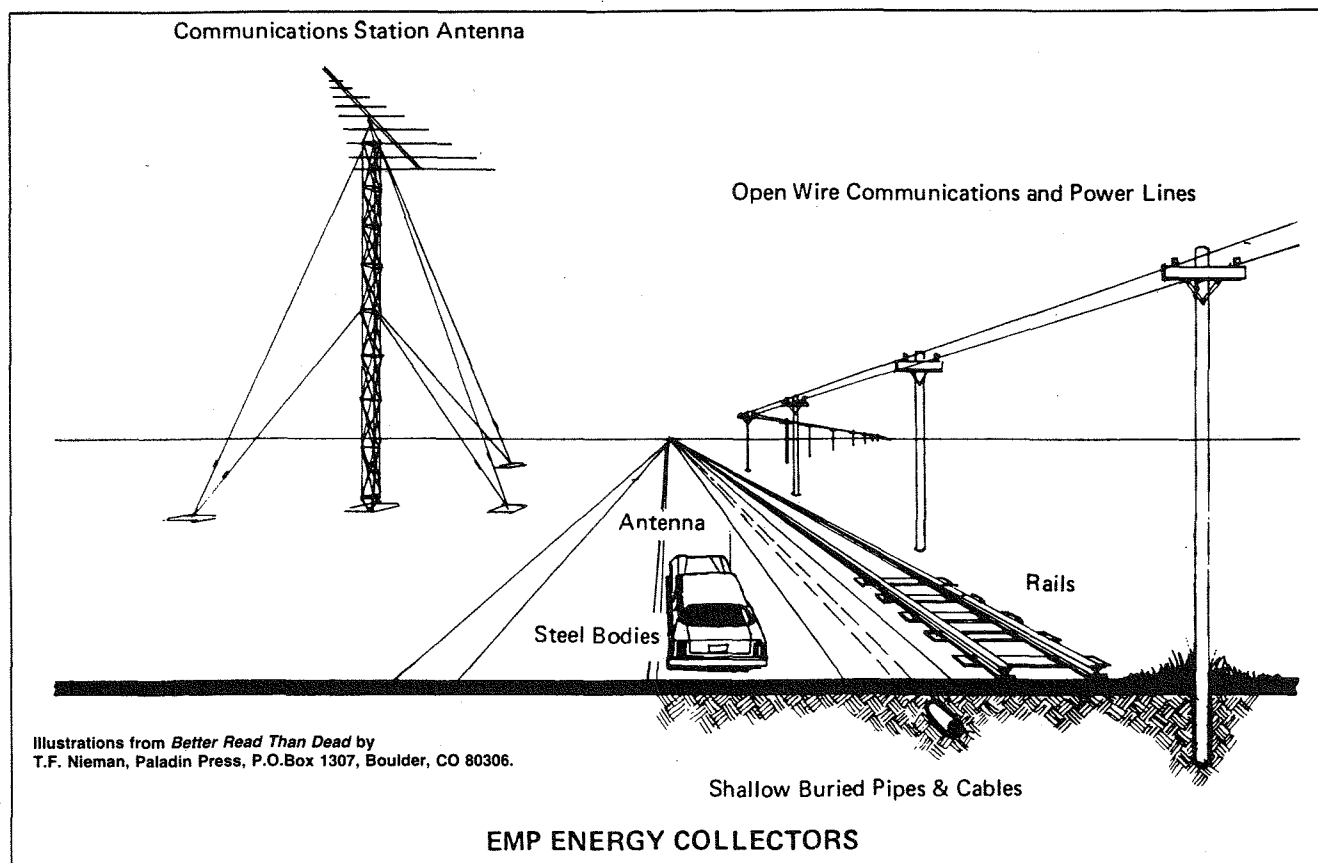 Communications Station Antenna
Open Wire Communications and Power Lines
Antenna
Rails
Steel Bodies
Illustrations from Better Read Than Dead by
T.F. Nieman, Paladin Press, P.O.Box 1307, Boulder, CO 80306.
Shallow Buried Pipes & Cables
EMP ENERGY COLLECTORS